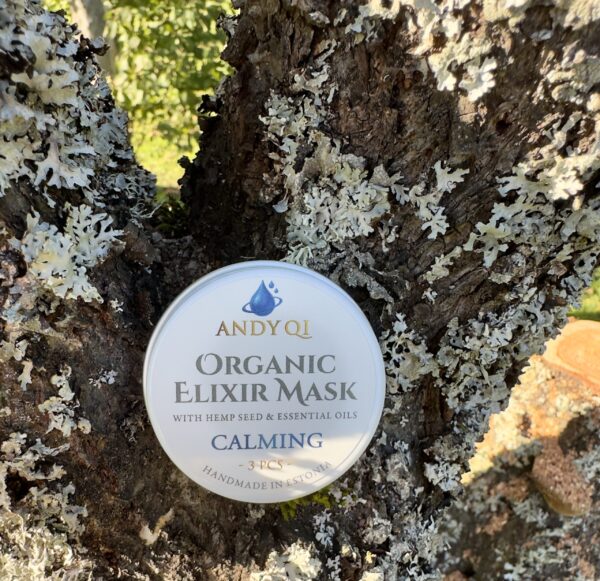 ANDY QI
ORGANIC
ELIXIR MASK
WITH HEMP SEED & ESSENTIAL OILS
CALMING
- 3 PCS -
HANDMADE IN ESTONIA